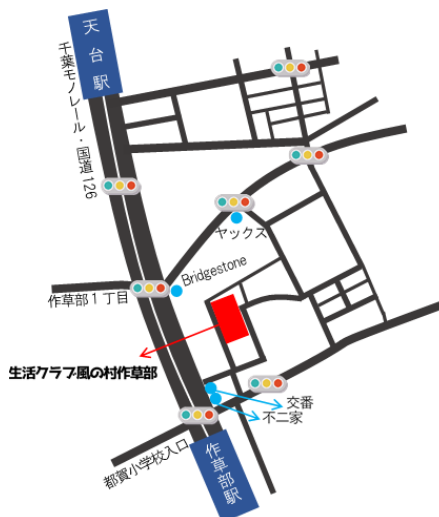 天台駅
千葉モノレール・国道126
ヤックス
Bridgestone
作草部1丁目
生活クラブ風の村作草部
交番
不二家
都賀小学校入口
作草部駅